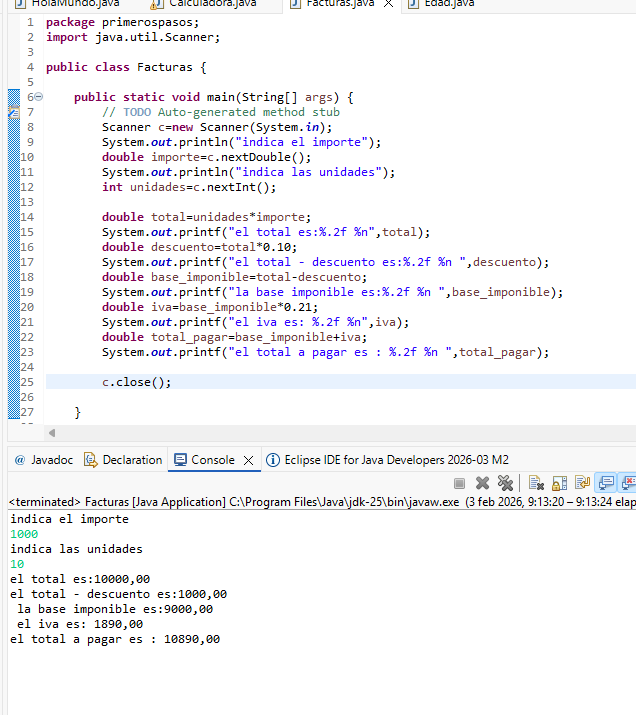 HolaMundo.java Calculadora.java Facturas.java Edad.java
1 package primerospasos;
2 import java.util.Scanner;
3
4 public class Facturas {
5
6 public static void main(String[] args) {
7 // TODO Auto-generated method stub
8 Scanner c=new Scanner(System.in);
9 System.out.println("indica el importe");
10 double importe=c.nextDouble();
11 System.out.println("indica las unidades");
12 int unidades=c.nextInt();
13
14 double total=unidades*importe;
15 System.out.printf("el total es:%.2f %n",total);
16 double descuento=total*0.10;
17 System.out.printf("el total - descuento es:%.2f %n ",descuento);
18 double base_imponible=total-descuento;
19 System.out.printf("la base imponible es:%.2f %n ",base_imponible);
20 double iva=base_imponible*0.21;
21 System.out.printf("el iva es: %.2f %n",iva);
22 double total_pagar=base_imponible+iva;
23 System.out.printf("el total a pagar es : %.2f %n ",total_pagar);
24
25 c.close();
26
27 }
@ Javadoc Declaration Console Eclipse IDE for Java Developers 2026-03 M2
<terminated> Facturas [Java Application] C:\Program Files\Java\jdk-25\bin\javaw.exe (3 feb 2026, 9:13:20 – 9:13:24 elap
indica el importe
1000
indica las unidades
10
el total es:10000,00
el total - descuento es:1000,00
la base imponible es:9000,00
el iva es: 1890,00
el total a pagar es : 10890,00